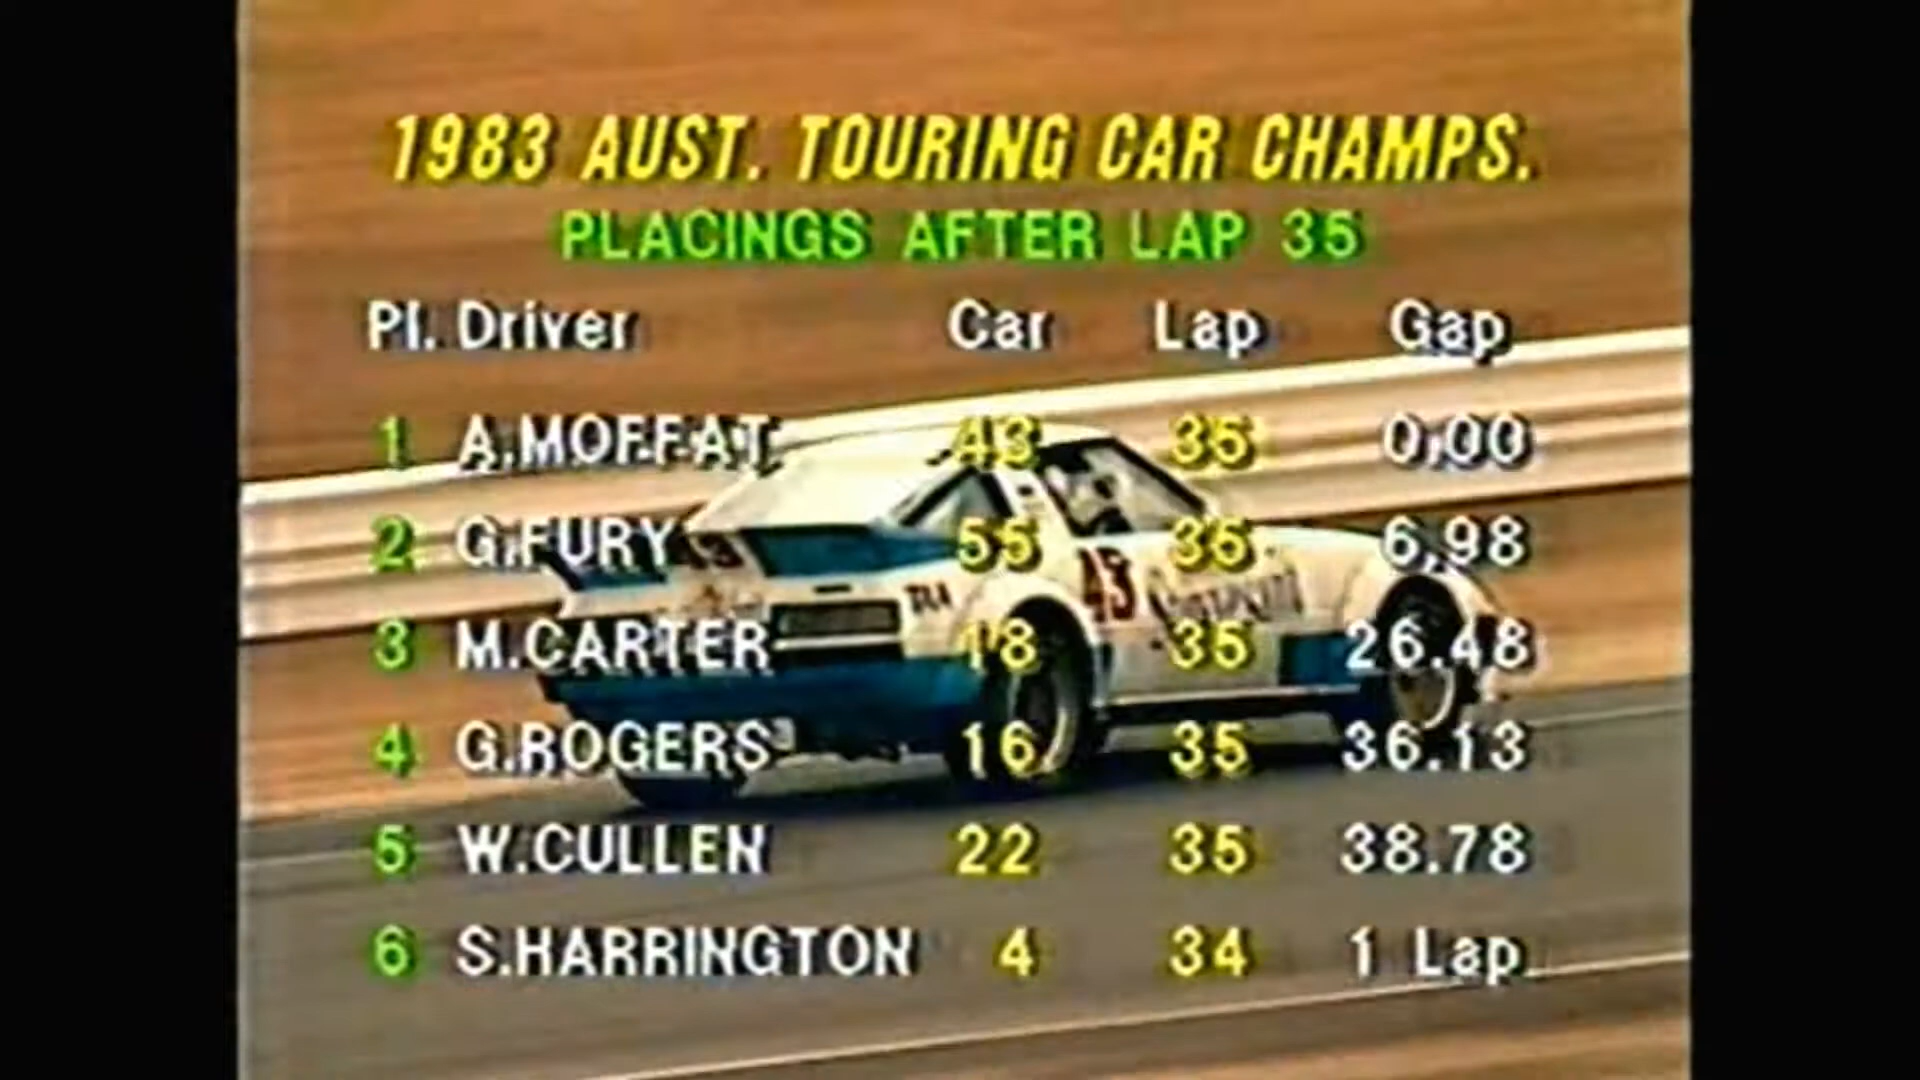 1983 AUST. TOURING CAR CHAMPS.
PLACINGS AFTER LAP 35
Pl. Driver Car Lap Gap
1 A.MOFFAT 43 35 0.00
2 G.FURY 55 35 6.98
3 M.CARTER 18 35 26.48
4 G.ROGERS 16 35 36.13
5 W.CULLEN 22 35 38.78
6 S.HARRINGTON 4 34 1 Lap
43